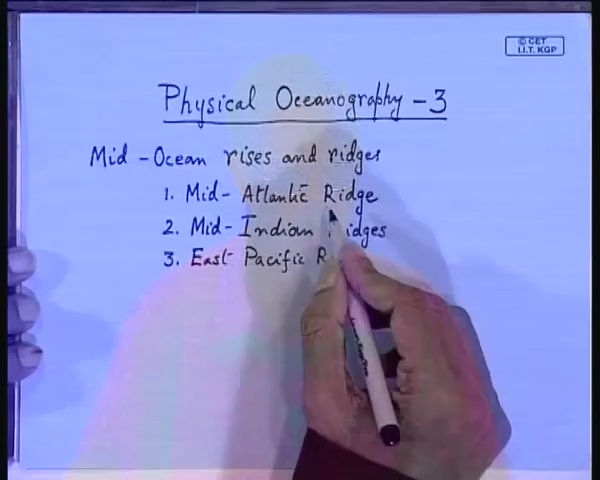 © CET
I.I.T. KGP
Physical Oceanography - 3
Mid - Ocean rises and ridges
1. Mid - Atlantic Ridge
2. Mid - Indian idges
3. East Pacific R